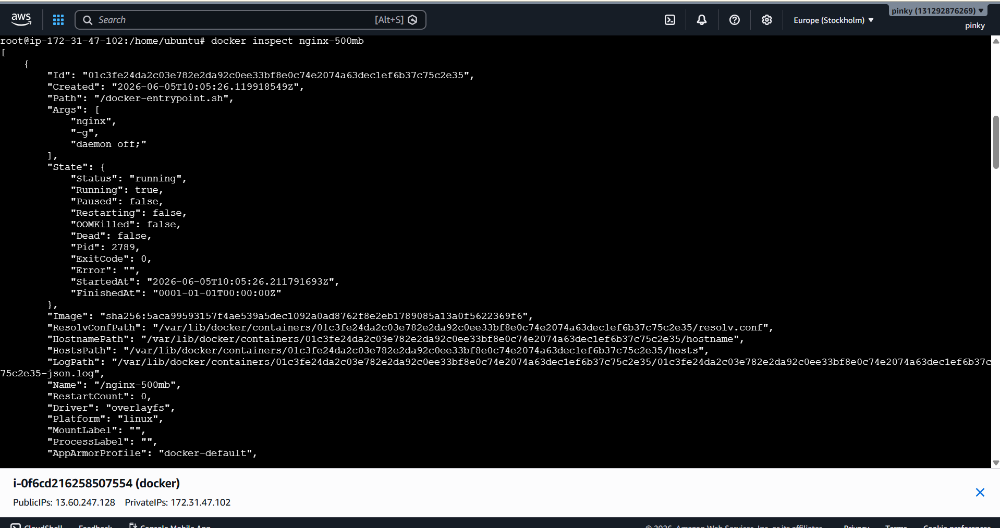 aws
Search
[Alt+S]
Europe (Stockholm)
pinky (131292876269)
pinky
root@ip-172-31-47-102:/home/ubuntu# docker inspect nginx-500mb
[
    {
        "Id": "01c3fe24da2c03e782e2da92c0ee33bf8e0c74e2074a63dec1ef6b37c75c2e35",
        "Created": "2026-06-05T10:05:26.119918549Z",
        "Path": "/docker-entrypoint.sh",
        "Args": [
            "nginx",
            "-g",
            "daemon off;"
        ],
        "State": {
            "Status": "running",
            "Running": true,
            "Paused": false,
            "Restarting": false,
            "OOMKilled": false,
            "Dead": false,
            "Pid": 2789,
            "ExitCode": 0,
            "Error": "",
            "StartedAt": "2026-06-05T10:05:26.211791693Z",
            "FinishedAt": "0001-01-01T00:00:00Z"
        },
        "Image": "sha256:5aca99593157f4ae539a5dec1092a0ad8762f8e2eb1789085a13a0f5622369f6",
        "ResolvConfPath": "/var/lib/docker/containers/01c3fe24da2c03e782e2da92c0ee33bf8e0c74e2074a63dec1ef6b37c75c2e35/resolv.conf",
        "HostnamePath": "/var/lib/docker/containers/01c3fe24da2c03e782e2da92c0ee33bf8e0c74e2074a63dec1ef6b37c75c2e35/hostname",
        "HostsPath": "/var/lib/docker/containers/01c3fe24da2c03e782e2da92c0ee33bf8e0c74e2074a63dec1ef6b37c75c2e35/hosts",
        "LogPath": "/var/lib/docker/containers/01c3fe24da2c03e782e2da92c0ee33bf8e0c74e2074a63dec1ef6b37c75c2e35/01c3fe24da2c03e782e2da92c0ee33bf8e0c74e2074a63dec1ef6b37c
75c2e35-json.log",
        "Name": "/nginx-500mb",
        "RestartCount": 0,
        "Driver": "overlayfs",
        "Platform": "linux",
        "MountLabel": "",
        "ProcessLabel": "",
        "AppArmorProfile": "docker-default",
i-0f6cd216258507554 (docker)
PublicIPs: 13.60.247.128 PrivateIPs: 172.31.47.102
CloudShell Feedback Console Mobile App © 2026, Amazon Web Services, Inc. or its affiliates. Privacy Terms Cookie preferences